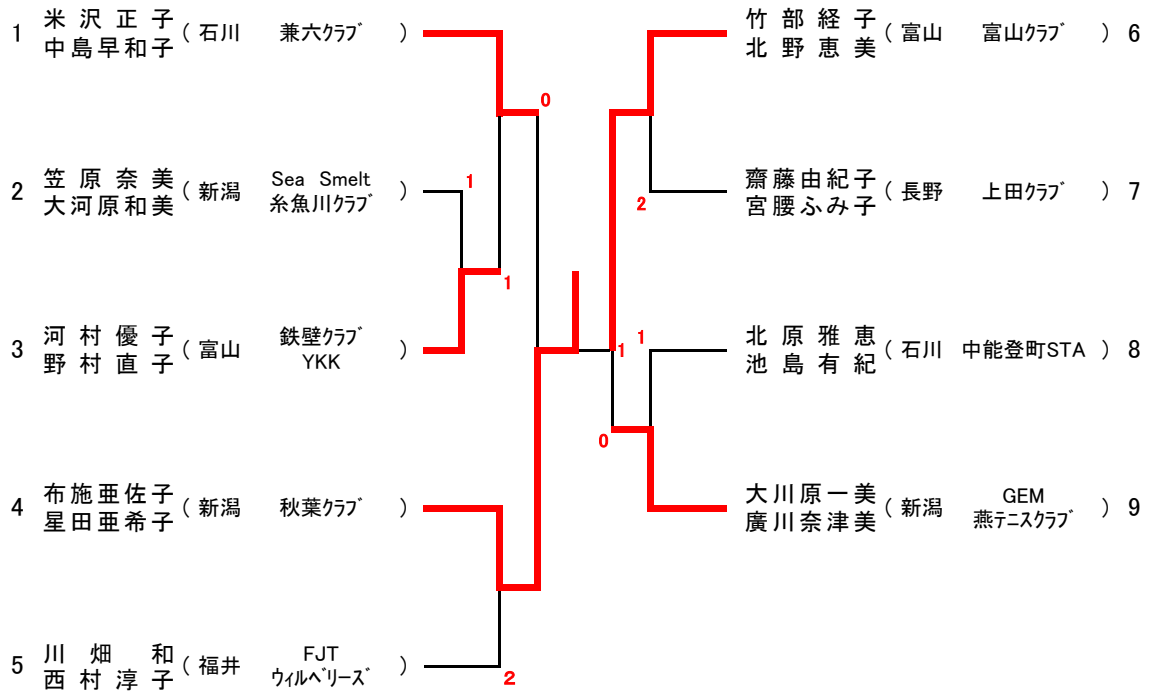 1 米沢正子 中島早和子 ( 石川 兼六ｸﾗﾌﾞ )
0
2 笠原奈美 大河原和美 ( 新潟 Sea Smelt 糸魚川ｸﾗﾌﾞ )
1
1
3 河村優子 野村直子 ( 富山 鉄壁ｸﾗﾌﾞ YKK )
4 布施亜佐子 星田亜希子 ( 新潟 秋葉ｸﾗﾌﾞ )
5 川畑和 西村淳子 ( 福井 FJT ｳｨﾙﾍﾞﾘｰｽﾞ )
2
竹部経子 北野恵美 ( 富山 富山ｸﾗﾌﾞ ) 6
齋藤由紀子 宮腰ふみ子 ( 長野 上田ｸﾗﾌﾞ ) 7
2
北原雅恵 池島有紀 ( 石川 中能登町STA ) 8
1
1
0
大川原一美 廣川奈津美 ( 新潟 GEM 燕ﾃﾆｽｸﾗﾌﾞ ) 9